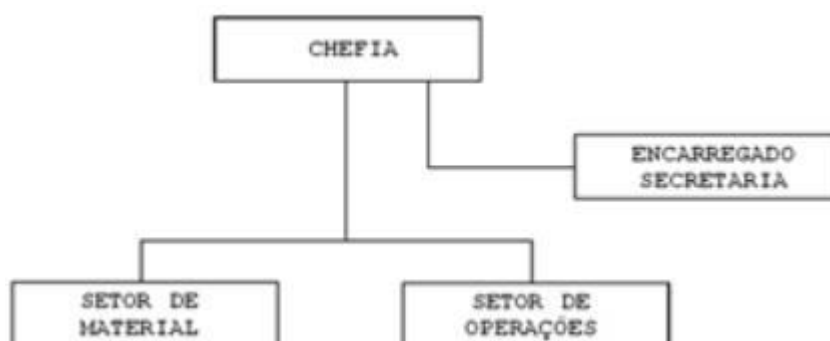 CHEFIA
ENCARREGADO
SECRETARIA
SETOR DE
MATERIAL
SETOR DE
OPERAÇÕES